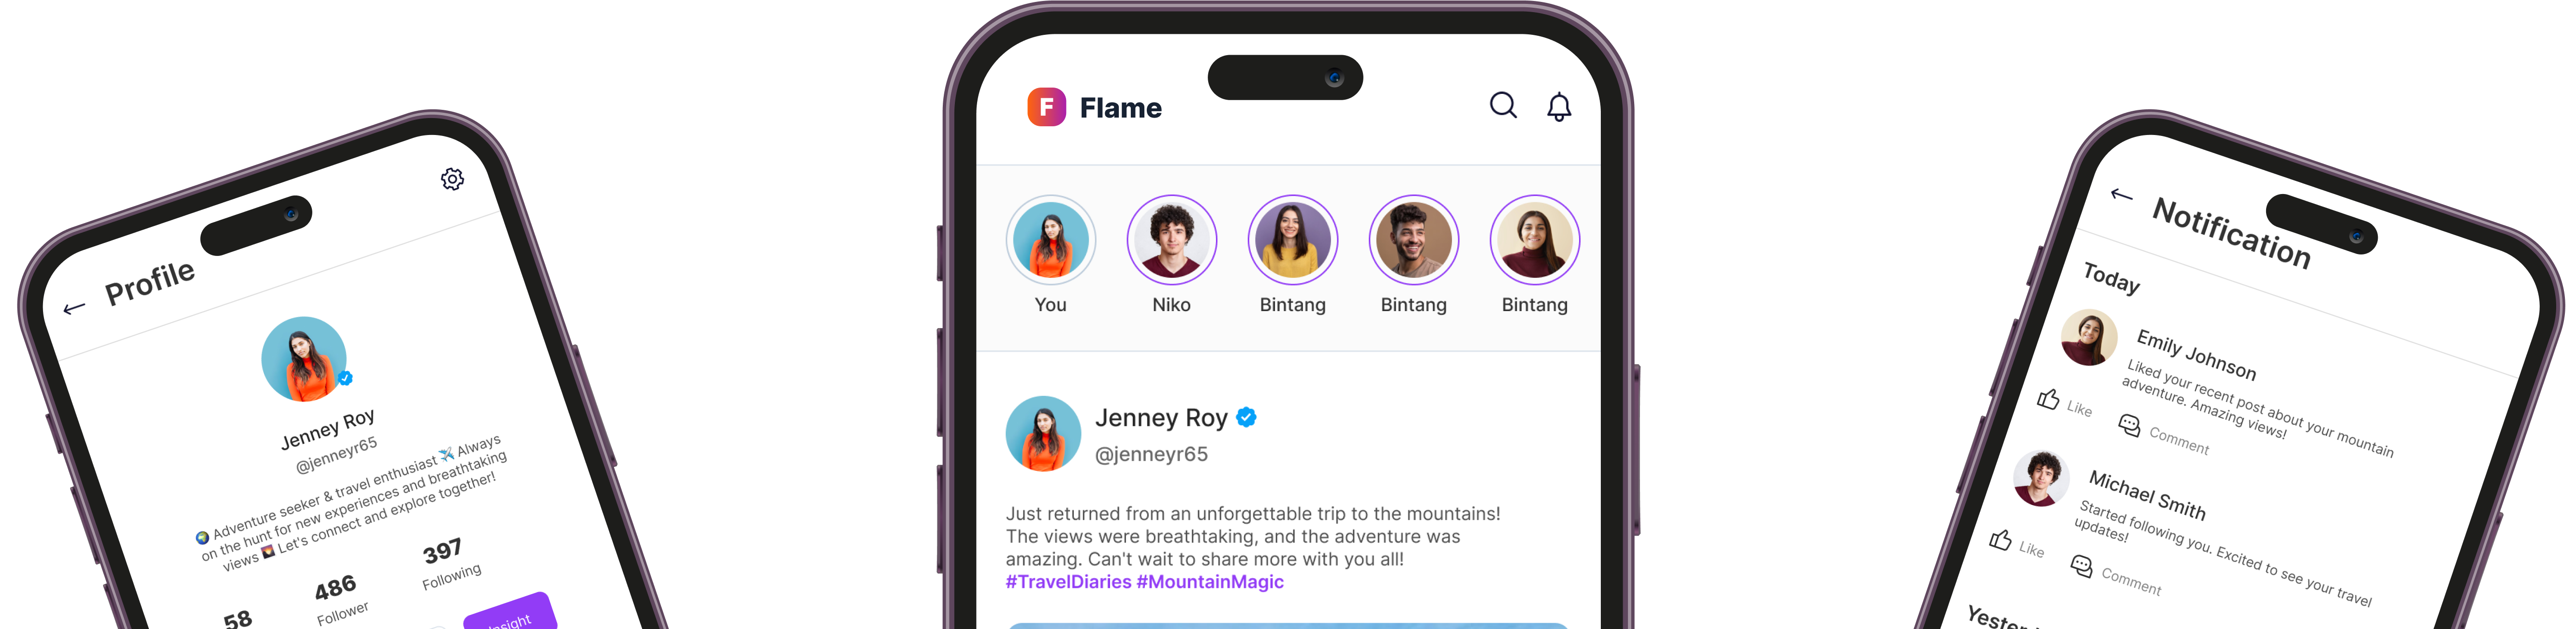 Profile
Jenney Roy
@jenneyr65
🌍 Adventure seeker & travel enthusiast ✈️ Always
on the hunt for new experiences and breathtaking
views 🌄 Let's connect and explore together!
58
486
Follower
397
Following
F
Flame
You
Niko
Bintang
Bintang
Bintang
Jenney Roy
@jenneyr65
Just returned from an unforgettable trip to the mountains!
The views were breathtaking, and the adventure was
amazing. Can't wait to share more with you all!
#TravelDiaries #MountainMagic
Notification
Today
Emily Johnson
Liked your recent post about your mountain
adventure. Amazing views!
Like
Comment
Michael Smith
Started following you. Excited to see your travel
updates!
Like
Comment